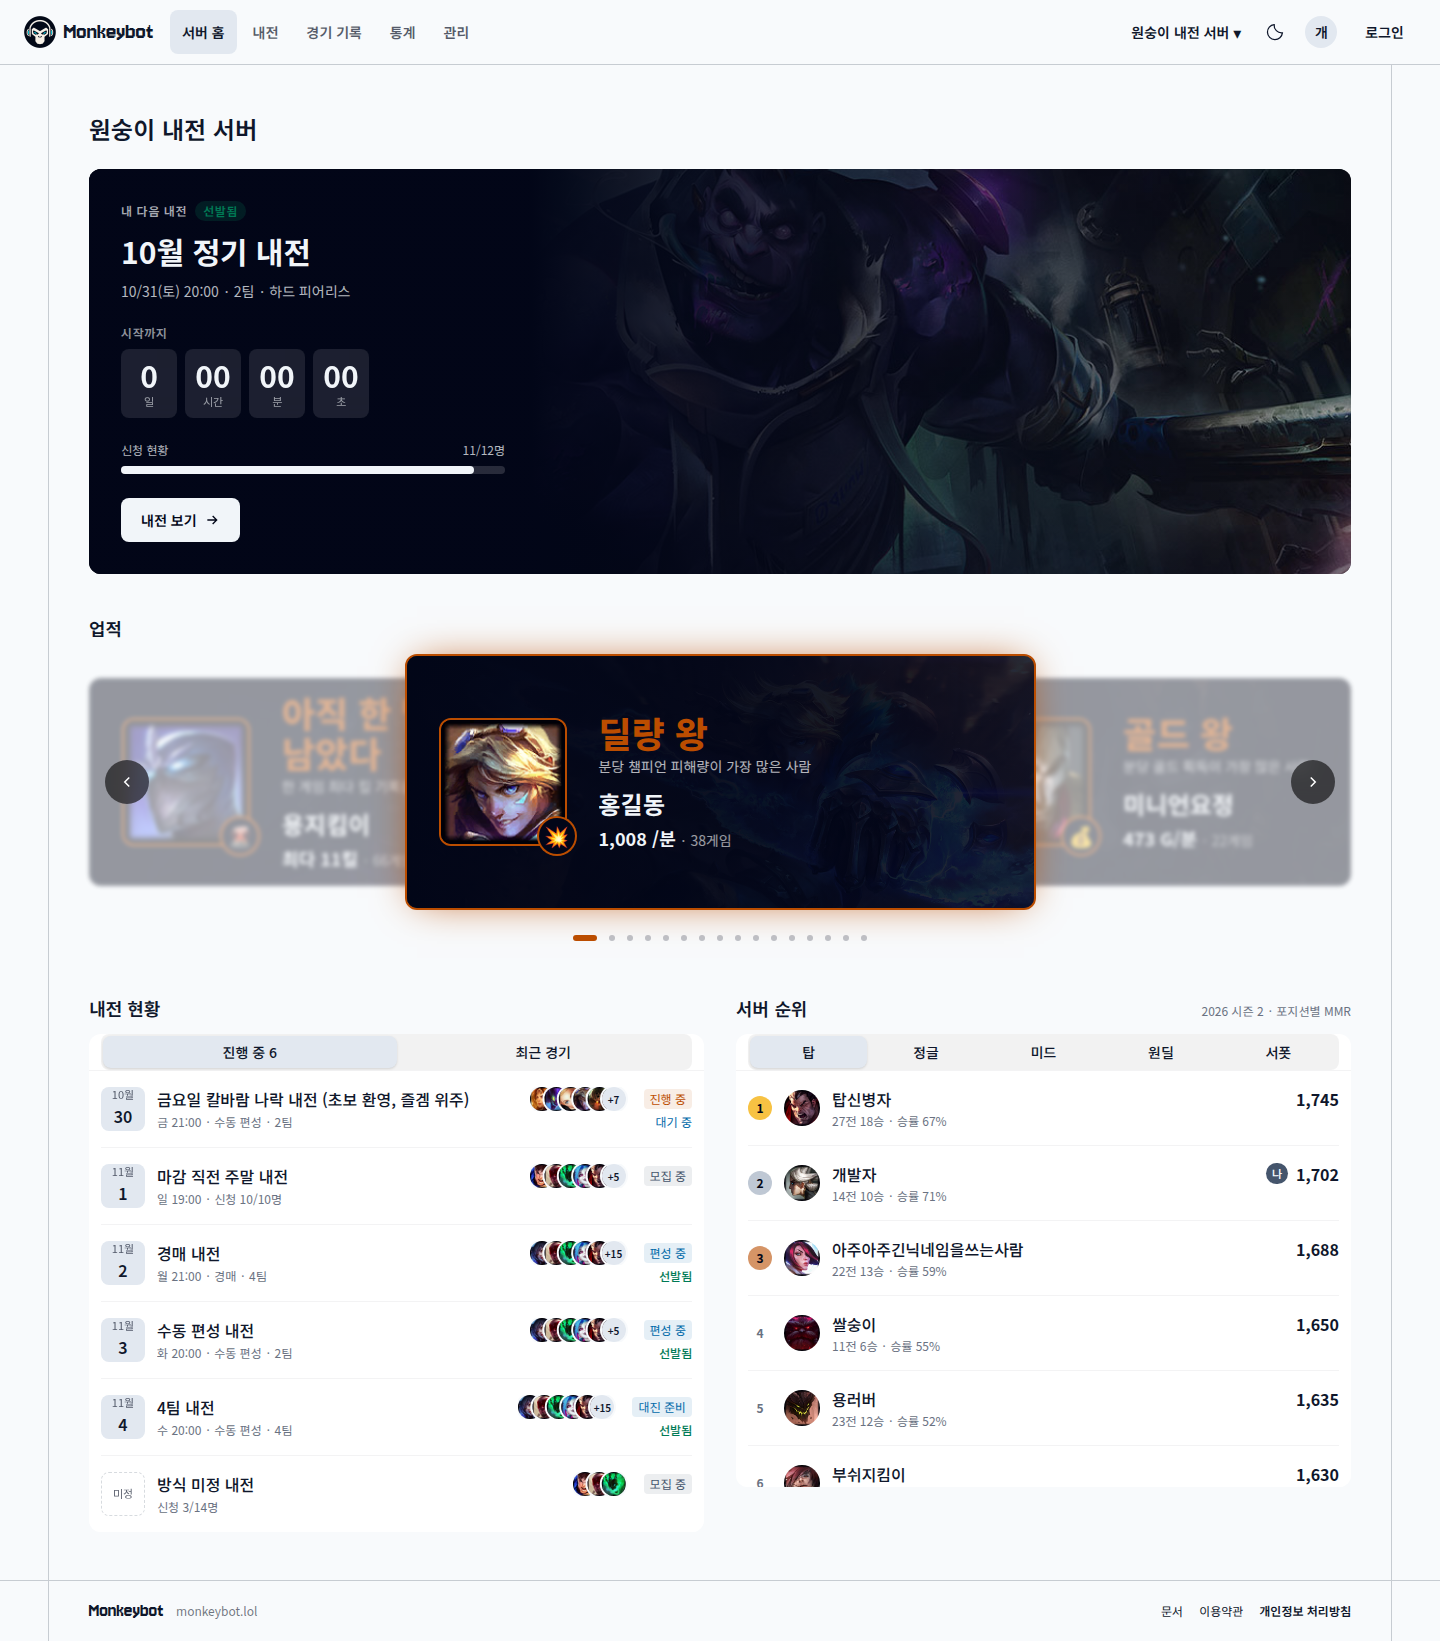 Monkeybot
서버 홈
내전
경기 기록
통계
관리
원숭이 내전 서버 ▾
개
로그인
원숭이 내전 서버
내 다음 내전
선발됨
10월 정기 내전
10/31(토) 20:00 · 2팀 · 하드 피어리스
시작까지
0 00 00 00
일 시간 분 초
신청 현황 11/12명
내전 보기 →
업적
아직 한
남았다
용지킴이
최다 11킬
딜량 왕
분당 챔피언 피해량이 가장 많은 사람
홍길동
1,008 /분 · 38게임
골드 왕
분당 골드 획득이 가장 많은
미니언요정
473 G/분 · 22게임
내전 현황
진행 중 6
최근 경기
10월
30
금요일 칼바람 나락 내전 (초보 환영, 즐겜 위주)
금 21:00 · 수동 편성 · 2팀
+7
진행 중
대기 중
11월
1
마감 직전 주말 내전
일 19:00 · 신청 10/10명
+5
모집 중
11월
2
경매 내전
월 21:00 · 경매 · 4팀
+15
편성 중
선발됨
11월
3
수동 편성 내전
화 20:00 · 수동 편성 · 2팀
+5
편성 중
선발됨
11월
4
4팀 내전
수 20:00 · 수동 편성 · 4팀
+15
대진 준비
선발됨
미정
방식 미정 내전
신청 3/14명
모집 중
서버 순위
2026 시즌 2 · 포지션별 MMR
탑
정글
미드
원딜
서폿
1
탑신병자
27전 18승 · 승률 67%
1,745
2
개발자
14전 10승 · 승률 71%
나
1,702
3
아주아주긴닉네임을쓰는사람
22전 13승 · 승률 59%
1,688
4
쌀숭이
11전 6승 · 승률 55%
1,650
5
용러버
23전 12승 · 승률 52%
1,635
6
부쉬지킴이
1,630
Monkeybot
monkeybot.lol
문서
이용약관
개인정보 처리방침